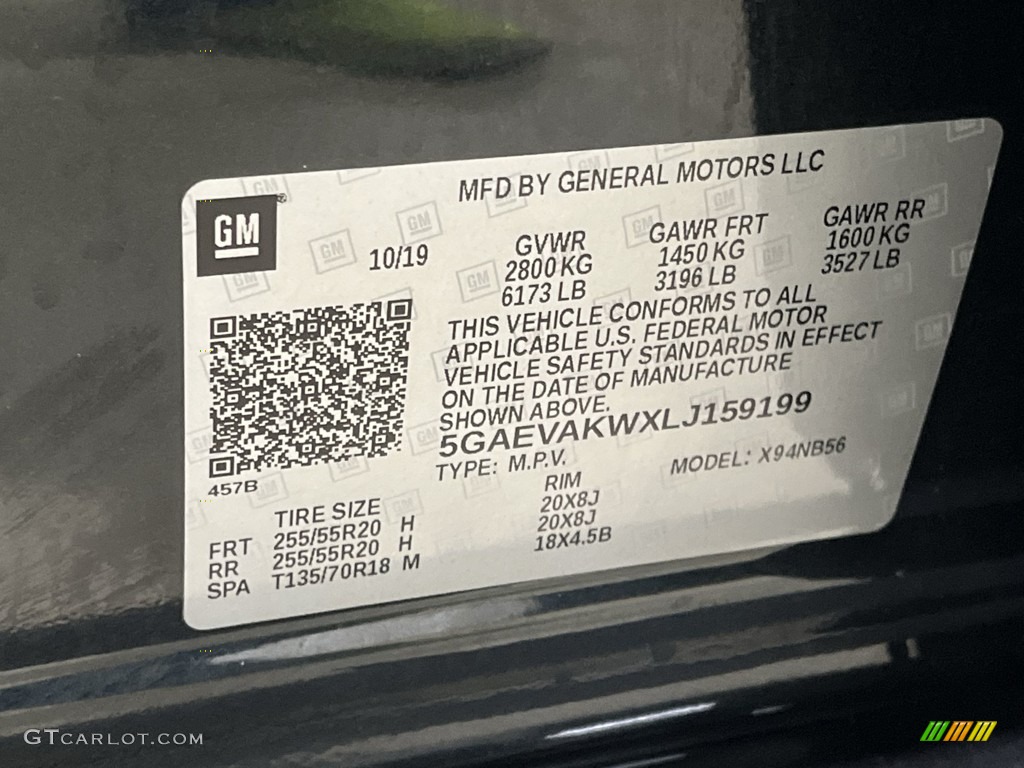 MFD BY GENERAL MOTORS LLC
GM
10/19
GVWR
2800 KG
6173 LB
GAWR FRT
1450 KG
3196 LB
GAWR RR
1600 KG
3527 LB
THIS VEHICLE CONFORMS TO ALL
APPLICABLE U.S. FEDERAL MOTOR
VEHICLE SAFETY STANDARDS IN EFFECT
ON THE DATE OF MANUFACTURE
SHOWN ABOVE.
5GAEVAKWXLJ159199
TYPE: M.P.V.
MODEL: X94NB56
457B
TIRE SIZE RIM
FRT 255/55R20 H 20X8J
RR 255/55R20 H 20X8J
SPA T135/70R18 M 18X4.5B
GTCARLOT.COM